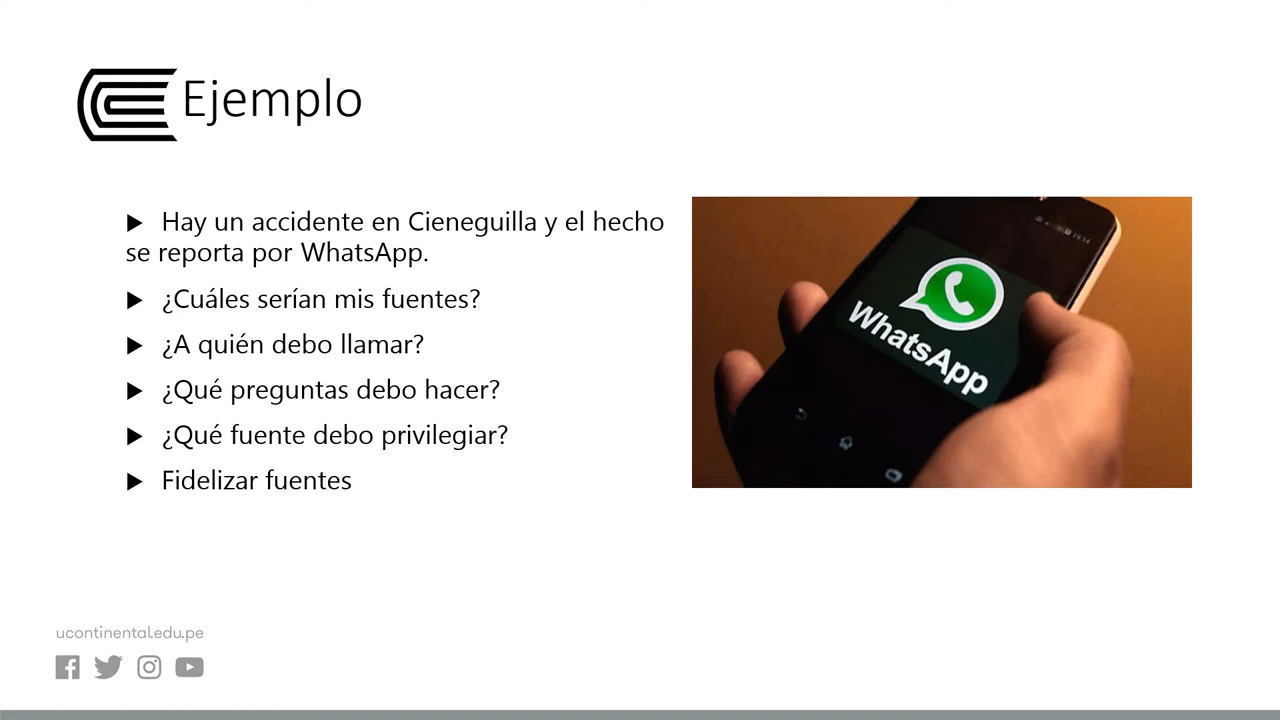 Ejemplo
▶ Hay un accidente en Cieneguilla y el hecho
se reporta por WhatsApp.
▶ ¿Cuáles serían mis fuentes?
▶ ¿A quién debo llamar?
▶ ¿Qué preguntas debo hacer?
▶ ¿Qué fuente debo privilegiar?
▶ Fidelizar fuentes
WhatsApp
ucontinental.edu.pe